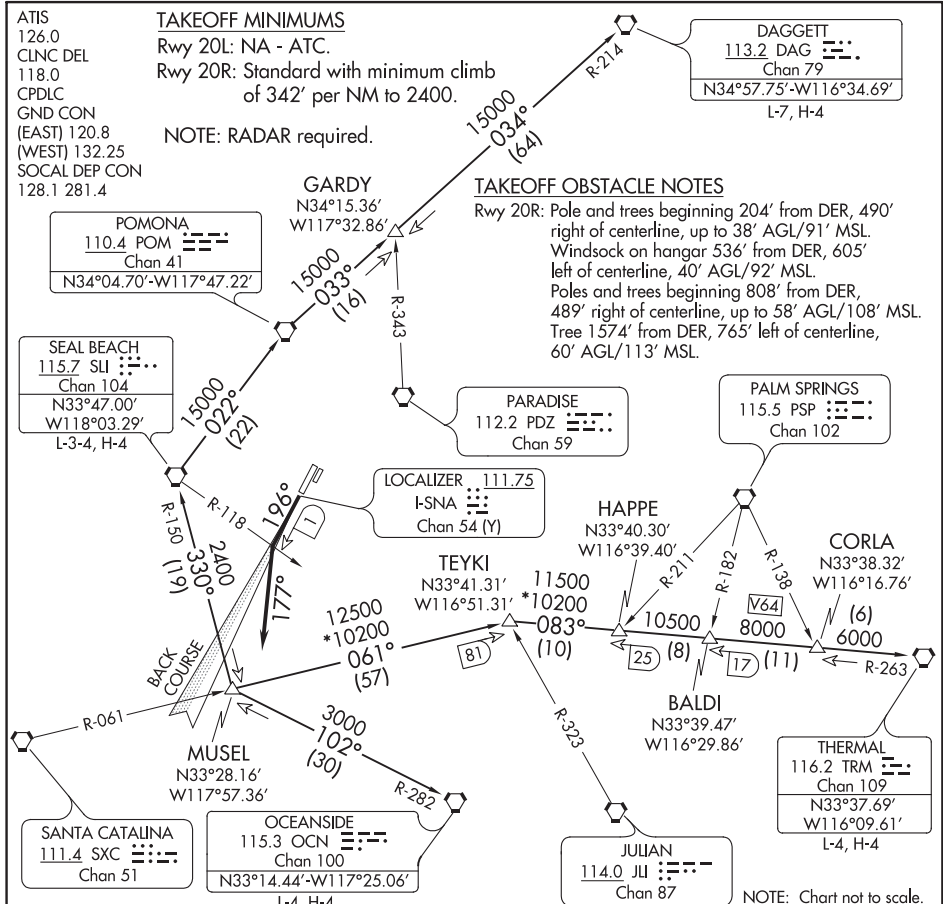 ATIS
126.0
CLNC DEL
118.0
CPDLC
GND CON
(EAST) 120.8
(WEST) 132.25
SOCAL DEP CON
128.1 281.4
TAKEOFF MINIMUMS
Rwy 20L: NA - ATC.
Rwy 20R: Standard with minimum climb
of 342' per NM to 2400.
NOTE: RADAR required.
DAGGETT
113.2 DAG
Chan 79
N34°57.75'-W116°34.69'
L-7, H-4
R-214
15000
034°
(64)
GARDY
N34°15.36'
W117°32.86'
TAKEOFF OBSTACLE NOTES
Rwy 20R: Pole and trees beginning 204' from DER, 490'
right of centerline, up to 38' AGL/91' MSL.
Windsock on hangar 536' from DER, 605'
left of centerline, 40' AGL/92' MSL.
Poles and trees beginning 808' from DER,
489' right of centerline, up to 58' AGL/108' MSL.
Tree 1574' from DER, 765' left of centerline,
60' AGL/113' MSL.
POMONA
110.4 POM
Chan 41
N34°04.70'-W117°47.22'
15000
033°
(16)
R-343
SEAL BEACH
115.7 SLI
Chan 104
N33°47.00'
W118°03.29'
L-3-4, H-4
15000
022°
(22)
PARADISE
112.2 PDZ
Chan 59
PALM SPRINGS
115.5 PSP
Chan 102
LOCALIZER 111.75
I-SNA
Chan 54 (Y)
R-118
196°
1
177°
R-150
2400
330°
(19)
BACK
COURSE
HAPPE
N33°40.30'
W116°39.40'
R-211
R-182
R-138
CORLA
N33°38.32'
W116°16.76'
TEYKI
N33°41.31'
W116°51.31'
12500
*10200
061°
(57)
81
11500
*10200
083°
(10)
25
10500
(8)
17
V64
8000
(11)
(6)
6000
R-263
BALDI
N33°39.47'
W116°29.86'
R-061
MUSEL
N33°28.16'
W117°57.36'
3000
102°
(30)
R-282
R-323
THERMAL
116.2 TRM
Chan 109
N33°37.69'
W116°09.61'
L-4, H-4
SANTA CATALINA
111.4 SXC
Chan 51
OCEANSIDE
115.3 OCN
Chan 100
N33°14.44'-W117°25.06'
L-4, H-4
JULIAN
114.0 JLI
Chan 87
NOTE: Chart not to scale.